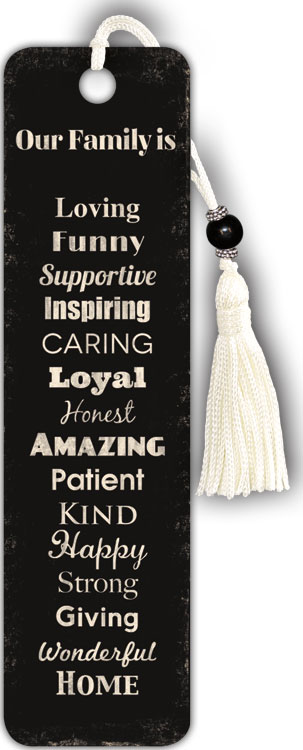 Our Family is
Loving
Funny
Supportive
Inspiring
CARING
Loyal
Honest
AMAZING
Patient
KIND
Happy
Strong
Giving
Wonderful
HOME